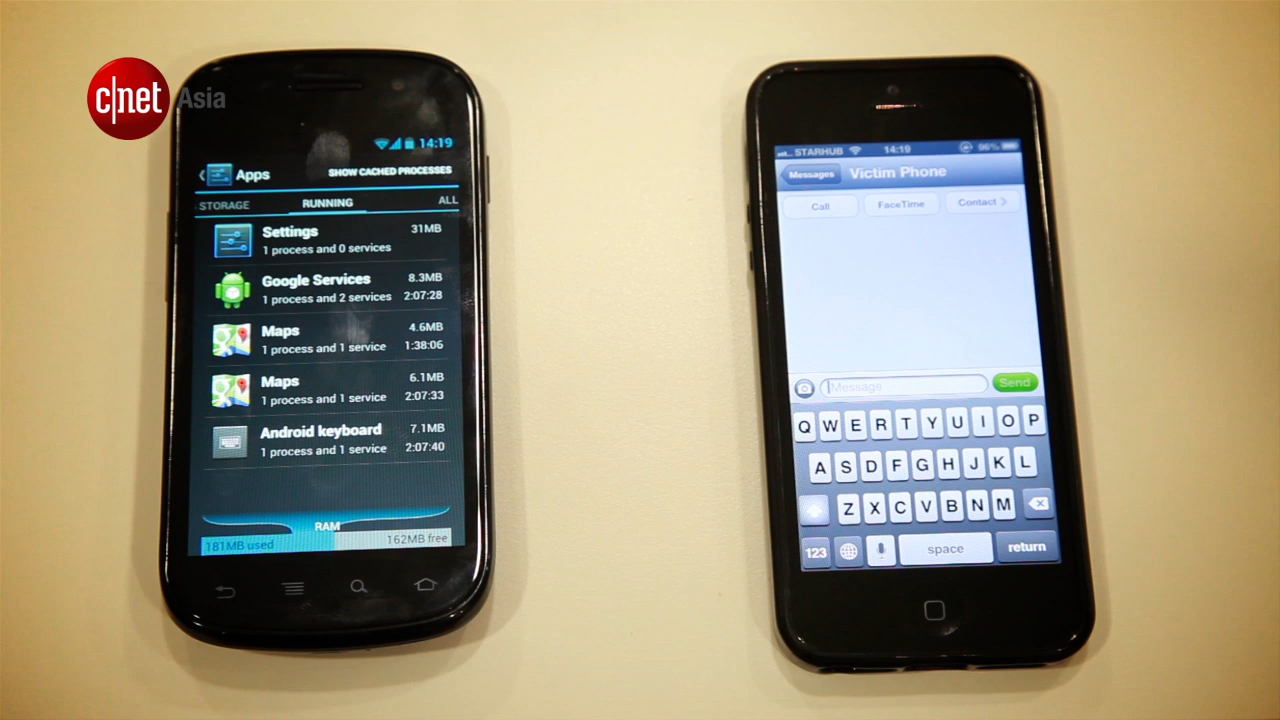 c|net Asia
14:19
Apps
SHOW CACHED PROCESSES
STORAGE RUNNING ALL
Settings 31MB
1 process and 0 services
Google Services 8.3MB
1 process and 2 services 2:07:28
Maps 4.6MB
1 process and 1 service 1:38:06
Maps 6.1MB
1 process and 1 service 2:07:33
Android keyboard 7.1MB
1 process and 1 service 2:07:40
RAM
181MB used 162MB free
STARHUB 14:19 96%
Messages Victim Phone
Call FaceTime Contact
Message Send
Q W E R T Y U I O P
A S D F G H J K L
Z X C V B N M
123 space return